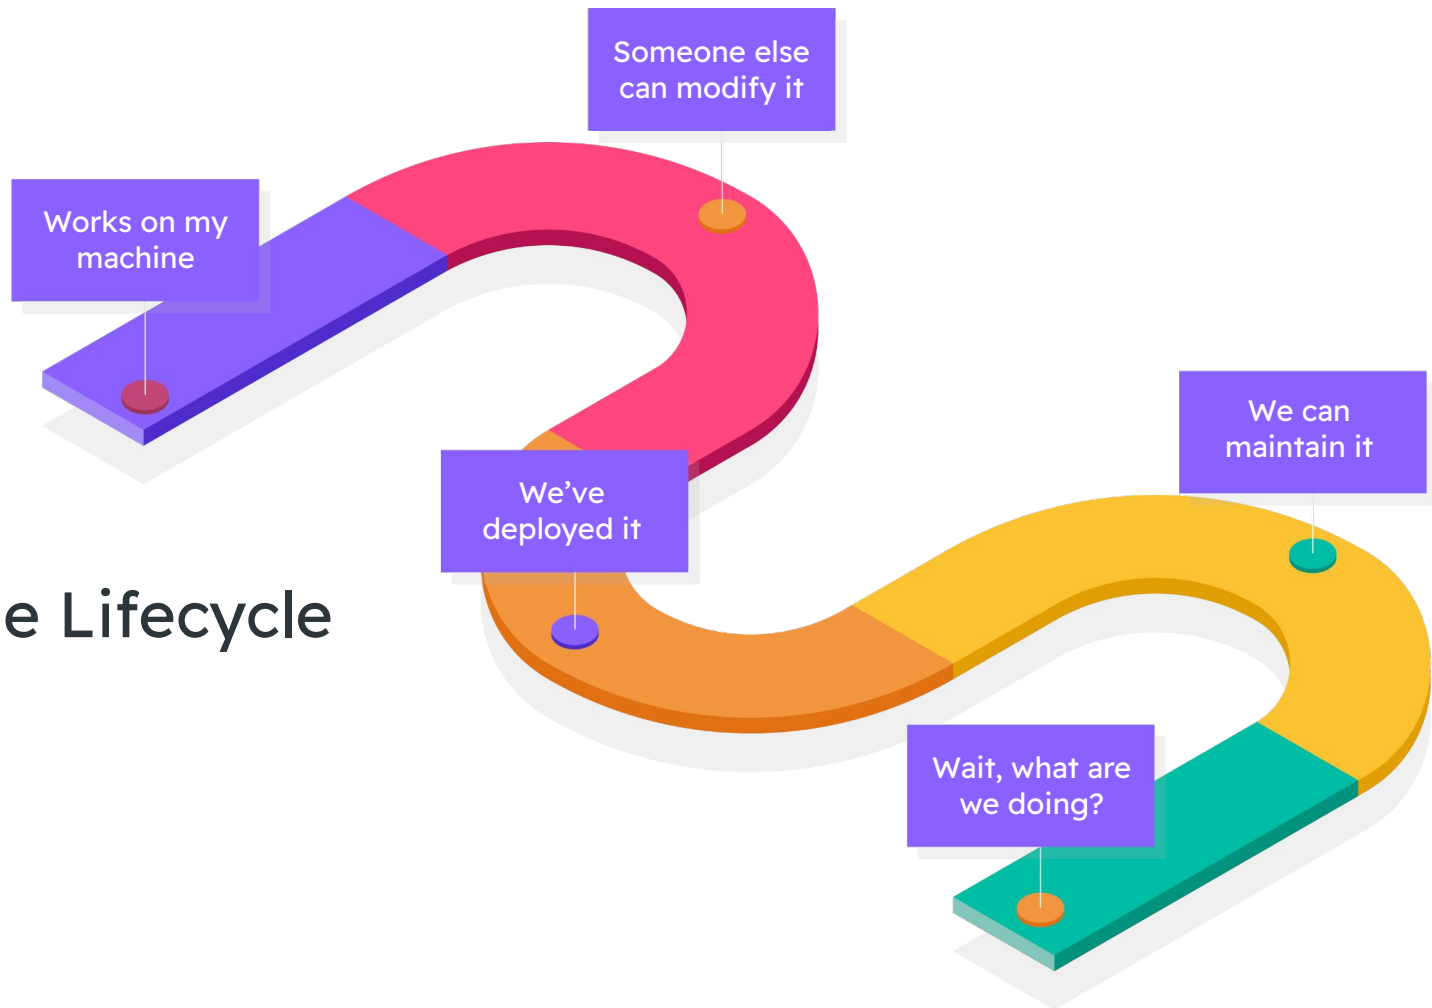 Someone else
can modify it
Works on my
machine
We can
maintain it
We’ve
deployed it
e Lifecycle
Wait, what are
we doing?